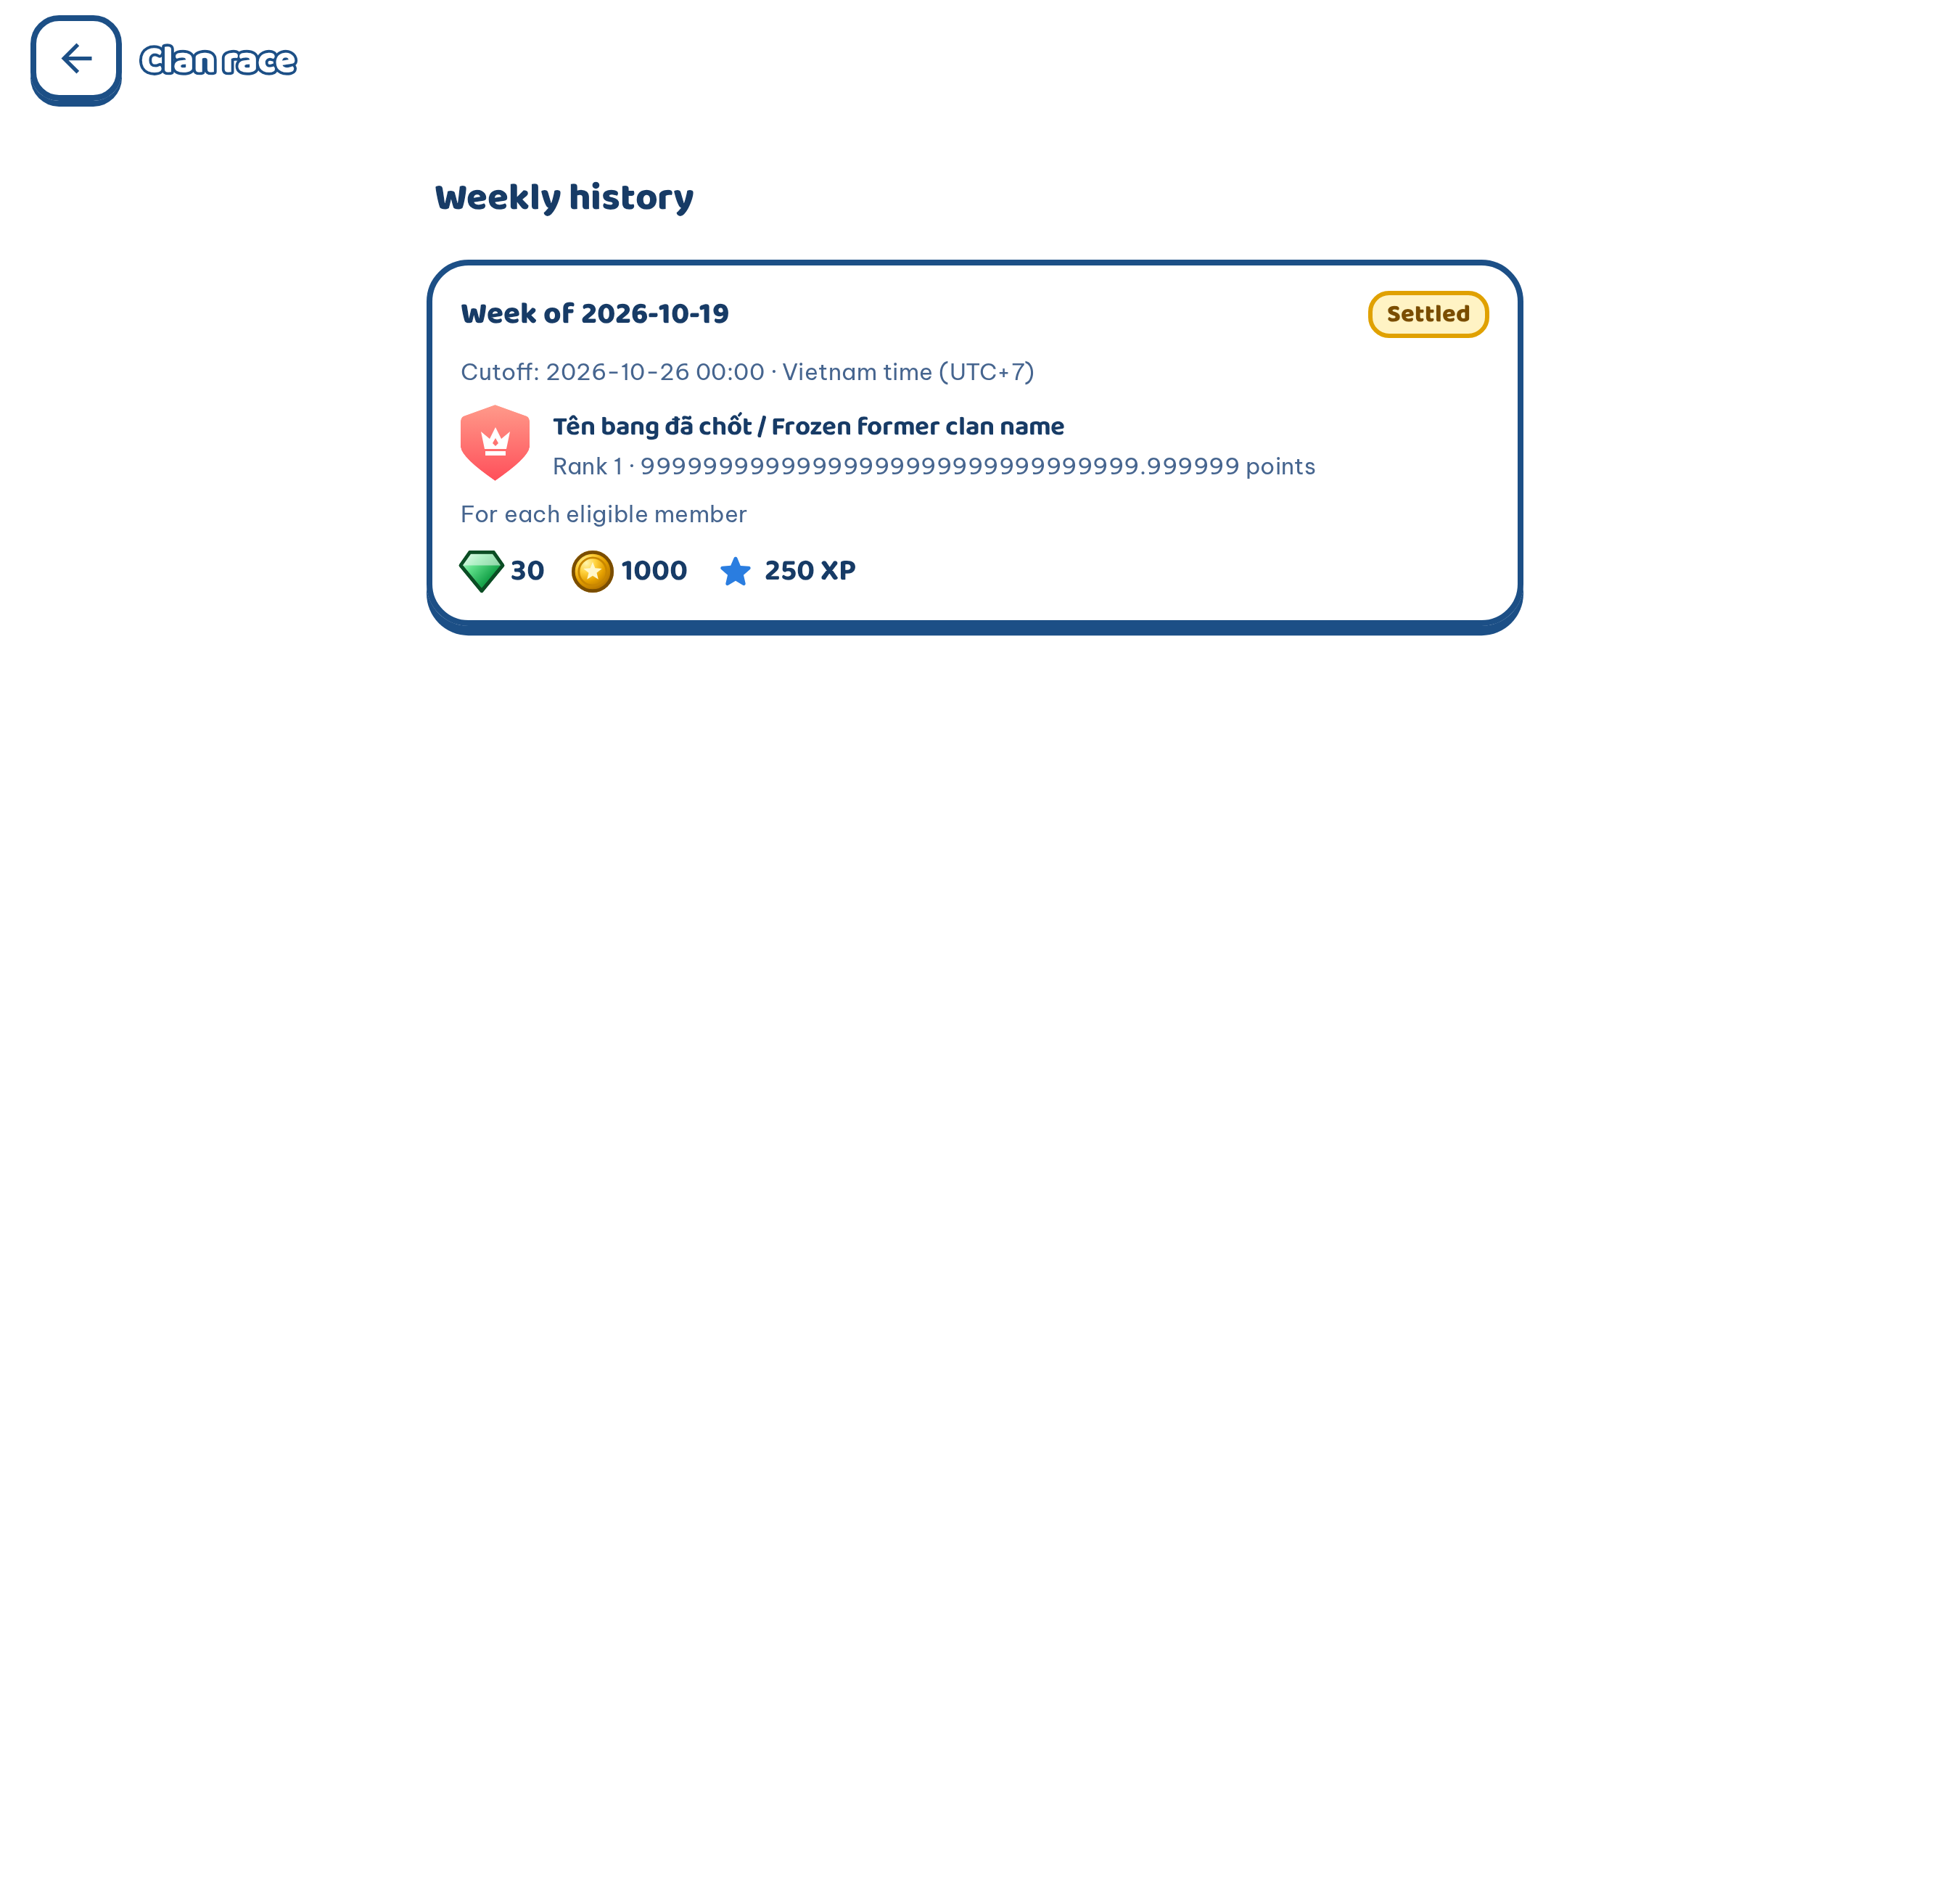 Clan race
Weekly history
Week of 2026-10-19
Settled
Cutoff: 2026-10-26 00:00 · Vietnam time (UTC+7)
Tên bang đã chốt / Frozen former clan name
Rank 1 · 99999999999999999999999999999999.999999 points
For each eligible member
30 1000 250 XP